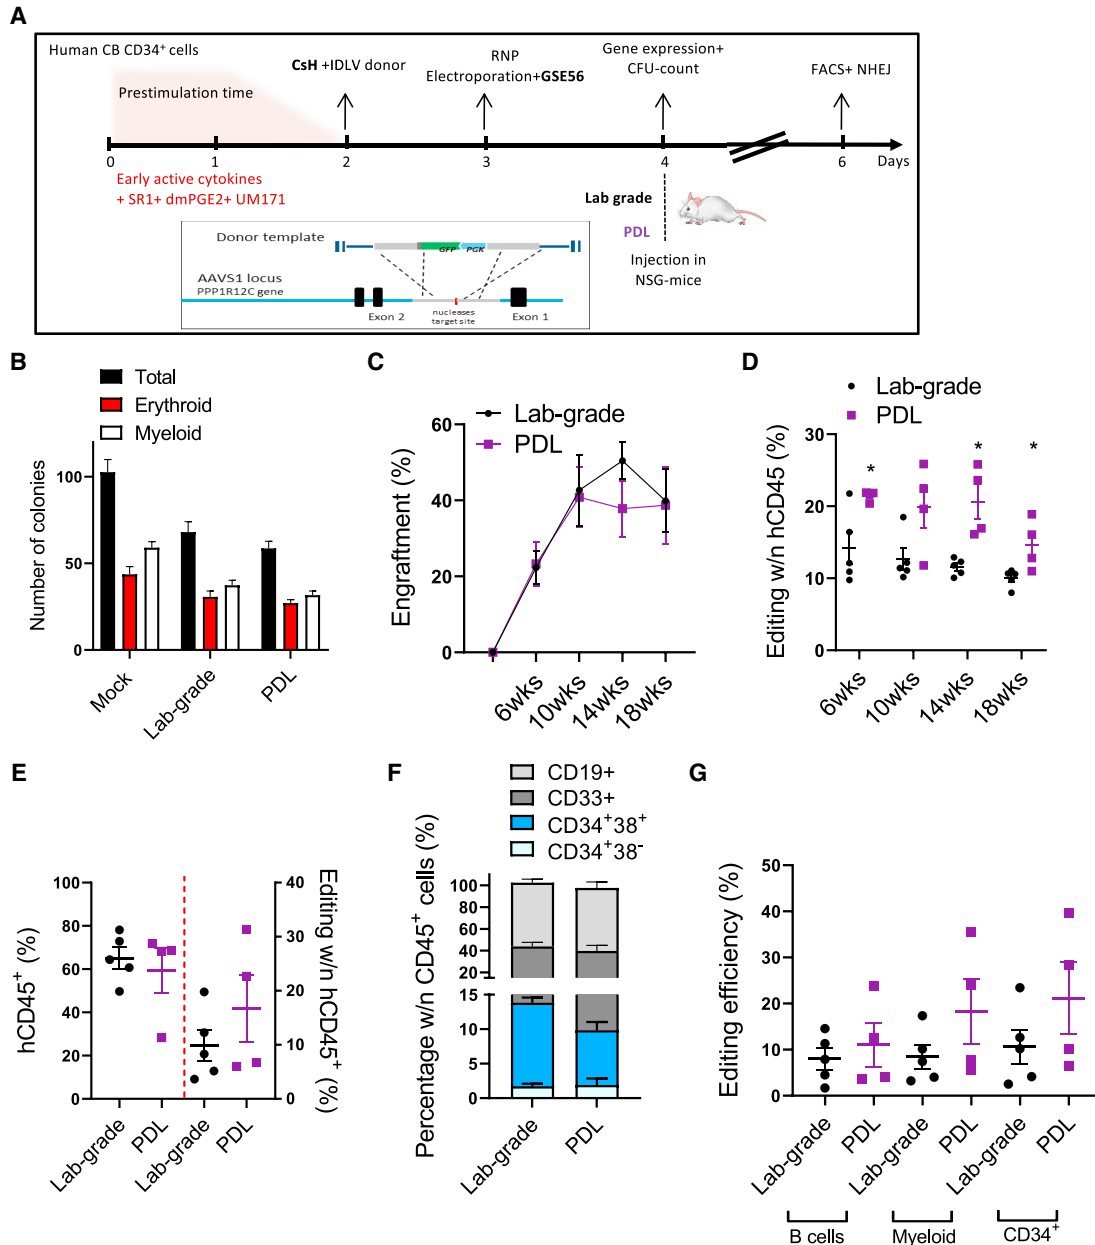 A
Human CB CD34+ cells
Prestimulation time
CsH +IDLV donor
RNP
Electroporation+GSE56
Gene expression+
CFU-count
FACS+ NHEJ
0 1 2 3 4 6 Days
Early active cytokines
+ SR1+ dmPGE2+ UM171
Lab grade
PDL
Injection in
NSG-mice
Donor template
GFP PGK
AAVS1 locus
PPP1R12C gene
Exon 2
nucleases
target site
Exon 1
B
Total
Erythroid
Myeloid
Number of colonies
100
50
0
Mock
Lab-grade
PDL
C
Lab-grade
PDL
Engraftment (%)
60
40
20
0
6wks
10wks
14wks
18wks
D
Lab-grade
PDL
Editing w/n hCD45 (%)
30
20
10
0
* * *
6wks
10wks
14wks
18wks
E
hCD45+ (%)
100
80
60
40
20
0
40
30
20
10
0
Editing w/n hCD45+ (%)
Lab-grade
PDL
Lab-grade
PDL
F
CD19+
CD33+
CD34+38+
CD34+38-
Percentage w/n CD45+ cells (%)
100
80
60
40
20
15
10
5
0
Lab-grade
PDL
G
Editing efficiency (%)
50
40
30
20
10
0
Lab-grade
PDL
Lab-grade
PDL
Lab-grade
PDL
B cells
Myeloid
CD34+